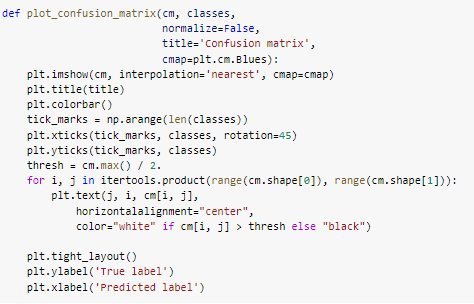 def plot_confusion_matrix(cm, classes,
                          normalize=False,
                          title='Confusion matrix',
                          cmap=plt.cm.Blues):
    plt.imshow(cm, interpolation='nearest', cmap=cmap)
    plt.title(title)
    plt.colorbar()
    tick_marks = np.arange(len(classes))
    plt.xticks(tick_marks, classes, rotation=45)
    plt.yticks(tick_marks, classes)
    thresh = cm.max() / 2.
    for i, j in itertools.product(range(cm.shape[0]), range(cm.shape[1])):
        plt.text(j, i, cm[i, j],
            horizontalalignment="center",
            color="white" if cm[i, j] > thresh else "black")

    plt.tight_layout()
    plt.ylabel('True label')
    plt.xlabel('Predicted label')